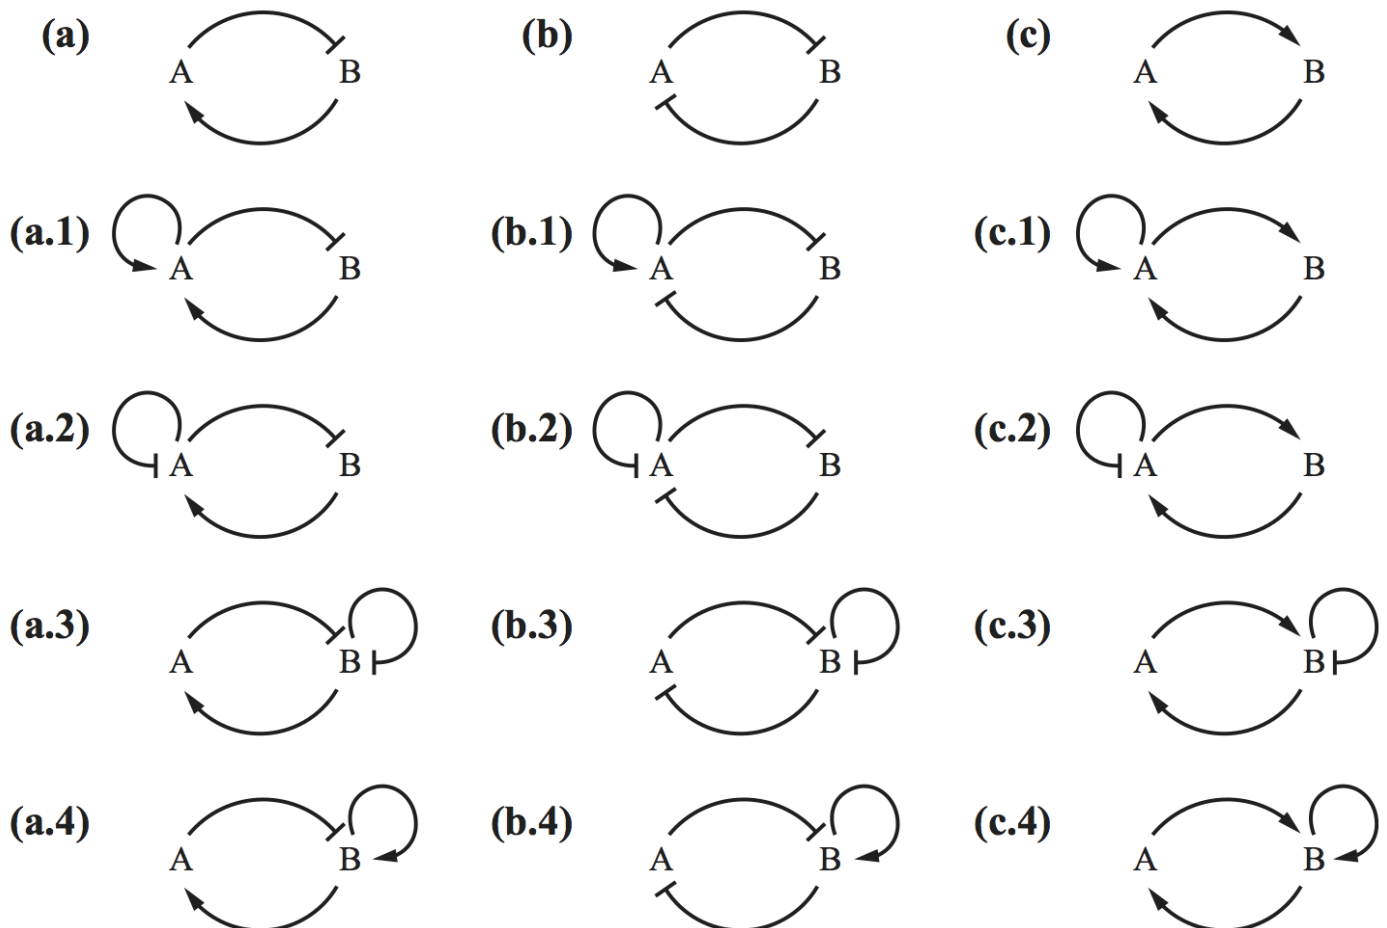 (a) (b) (c)
A B A B A B
(a.1) (b.1) (c.1)
A B A B A B
(a.2) (b.2) (c.2)
A B A B A B
(a.3) (b.3) (c.3)
A B A B A B
(a.4) (b.4) (c.4)
A B A B A B